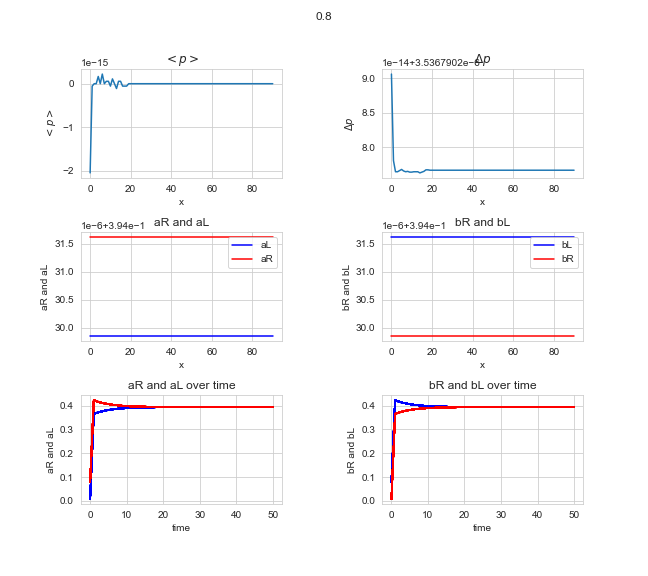 0.8
<p>
1e−15
0
−1
−2
<p>
0 20 40 60 80
x
Δp
9.0
8.5
8.0
Δp
0 20 40 60 80
x
aR and aL
1e−6+3.94e−1
31.5
31.0
30.5
30.0
aR and aL
aL
aR
0 20 40 60 80
x
bR and bL
1e−6+3.94e−1
31.5
31.0
30.5
30.0
bR and bL
bL
bR
0 20 40 60 80
x
aR and aL over time
0.4
0.3
0.2
0.1
0.0
aR and aL
0 10 20 30 40 50
time
bR and bL over time
0.4
0.3
0.2
0.1
0.0
bR and bL
0 10 20 30 40 50
time